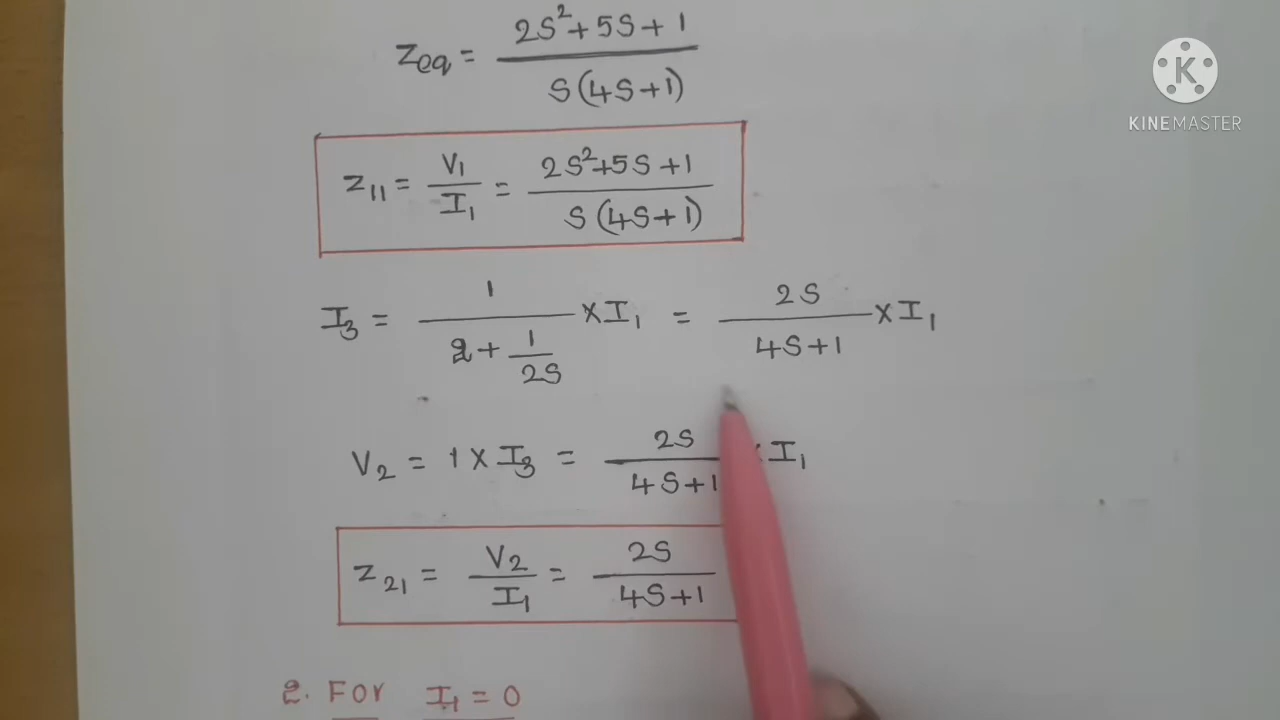 Zeq = 2S²+5S+1 / S(4S+1)
K
KINEMASTER
Z11 = V1/I1 = 2S²+5S+1 / S(4S+1)
I3 = 1 / 2+1/2S × I1 = 2S / 4S+1 × I1
V2 = 1 × I3 = 2S / 4S+1 × I1
Z21 = V2/I1 = 2S / 4S+1
2. FOR I1 = 0